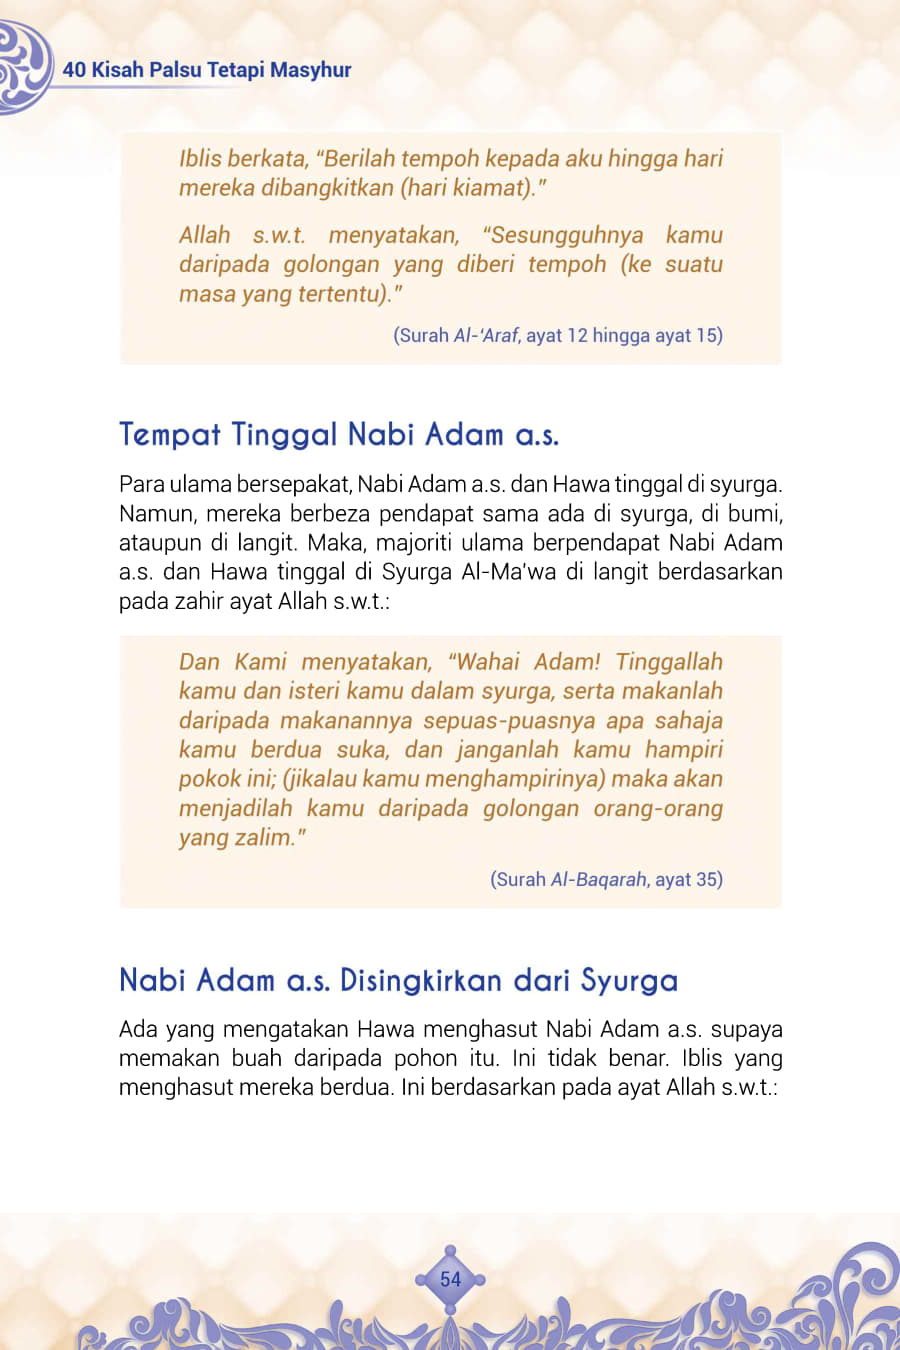 40 Kisah Palsu Tetapi Masyhur
Iblis berkata, “Berilah tempoh kepada aku hingga hari
mereka dibangkitkan (hari kiamat).”
Allah s.w.t. menyatakan, “Sesungguhnya kamu
daripada golongan yang diberi tempoh (ke suatu
masa yang tertentu).”
(Surah Al-‘Araf, ayat 12 hingga ayat 15)
Tempat Tinggal Nabi Adam a.s.
Para ulama bersepakat, Nabi Adam a.s. dan Hawa tinggal di syurga.
Namun, mereka berbeza pendapat sama ada di syurga, di bumi,
ataupun di langit. Maka, majoriti ulama berpendapat Nabi Adam
a.s. dan Hawa tinggal di Syurga Al-Ma’wa di langit berdasarkan
pada zahir ayat Allah s.w.t.:
Dan Kami menyatakan, “Wahai Adam! Tinggallah
kamu dan isteri kamu dalam syurga, serta makanlah
daripada makanannya sepuas-puasnya apa sahaja
kamu berdua suka, dan janganlah kamu hampiri
pokok ini; (jikalau kamu menghampirinya) maka akan
menjadilah kamu daripada golongan orang-orang
yang zalim.”
(Surah Al-Baqarah, ayat 35)
Nabi Adam a.s. Disingkirkan dari Syurga
Ada yang mengatakan Hawa menghasut Nabi Adam a.s. supaya
memakan buah daripada pohon itu. Ini tidak benar. Iblis yang
menghasut mereka berdua. Ini berdasarkan pada ayat Allah s.w.t.:
54